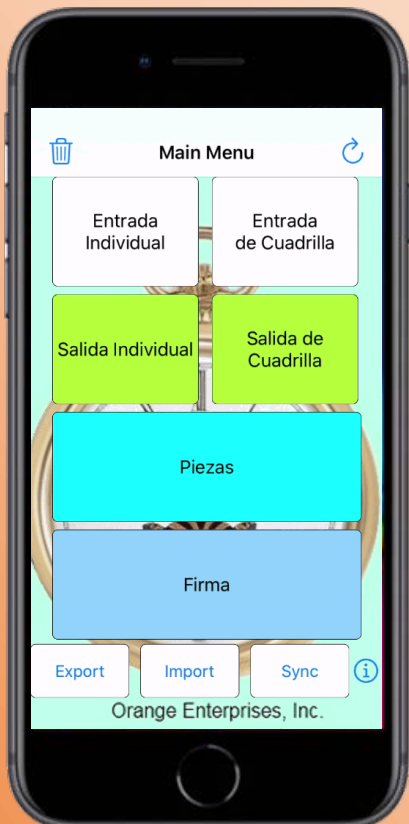 Main Menu
Entrada
Individual
Entrada
de Cuadrilla
Salida Individual
Salida de
Cuadrilla
Piezas
Firma
Export
Import
Sync
Orange Enterprises, Inc.